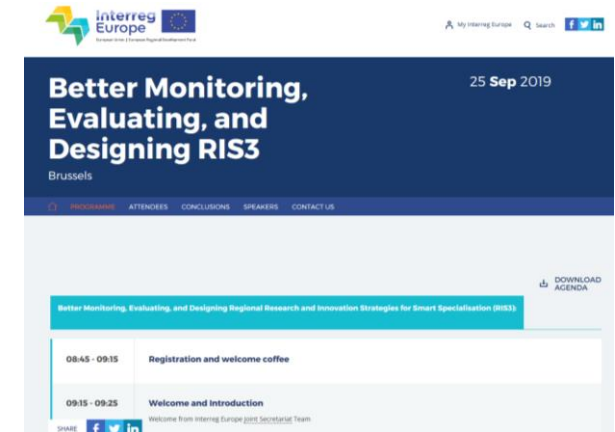 Interreg
Europe
European Union | European Regional Development Fund
My Interreg Europe Search
Better Monitoring,
Evaluating, and
Designing RIS3
25 Sep 2019
Brussels
PROGRAMME ATTENDEES CONCLUSIONS SPEAKERS CONTACT US
DOWNLOAD
AGENDA
Better Monitoring, Evaluating, and Designing Regional Research and Innovation Strategies for Smart Specialisation (RIS3):
08:45 - 09:15 Registration and welcome coffee
09:15 - 09:25 Welcome and Introduction
Welcome from Interreg Europe Joint Secretariat Team
SHARE